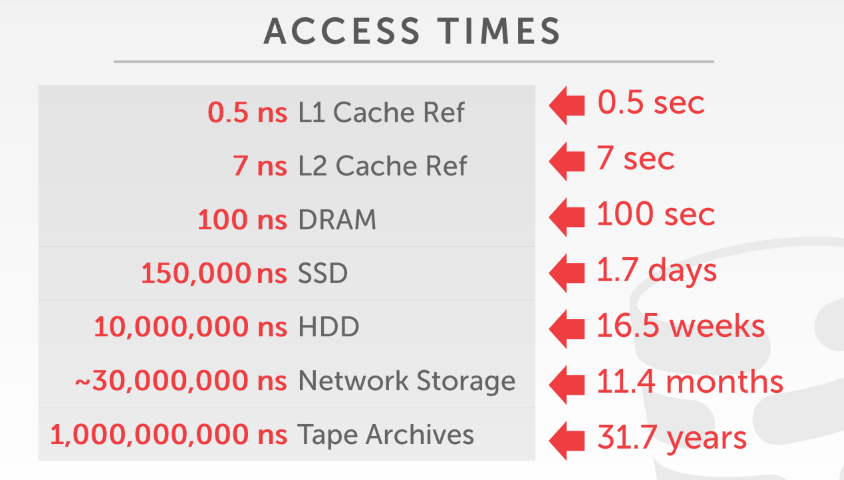 ACCESS TIMES
0.5 ns L1 Cache Ref 0.5 sec
7 ns L2 Cache Ref 7 sec
100 ns DRAM 100 sec
150,000 ns SSD 1.7 days
10,000,000 ns HDD 16.5 weeks
~30,000,000 ns Network Storage 11.4 months
1,000,000,000 ns Tape Archives 31.7 years